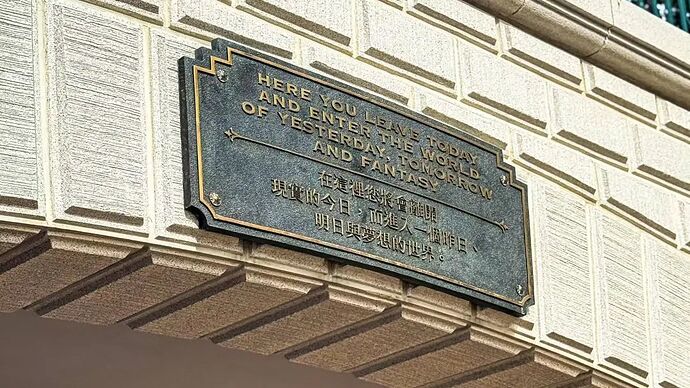 HERE YOU LEAVE TODAY
AND ENTER THE WORLD
OF YESTERDAY, TOMORROW
AND FANTASY
在這裡您將會離開
現實的今日，而進入一個昨日、
明日與夢想的世界。